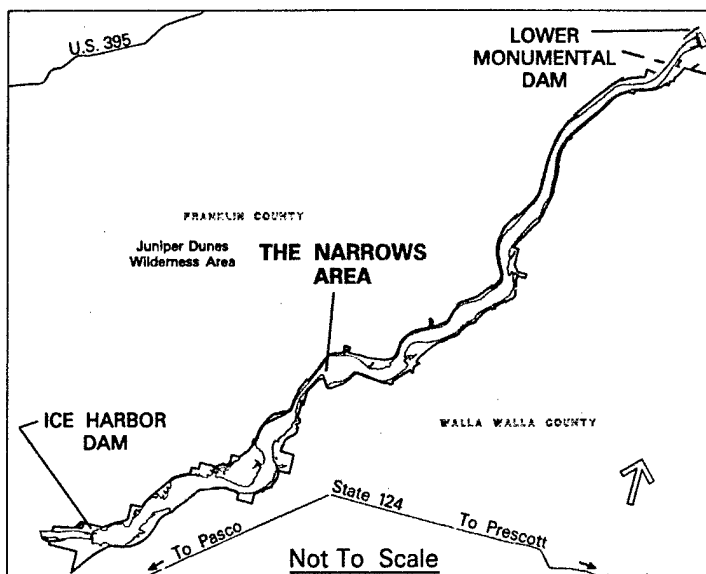 U.S. 395
LOWER
MONUMENTAL
DAM
FRANKLIN COUNTY
Juniper Dunes
Wilderness Area
THE NARROWS
AREA
ICE HARBOR
DAM
WALLA WALLA COUNTY
State 124
To Pasco
To Prescott
Not To Scale